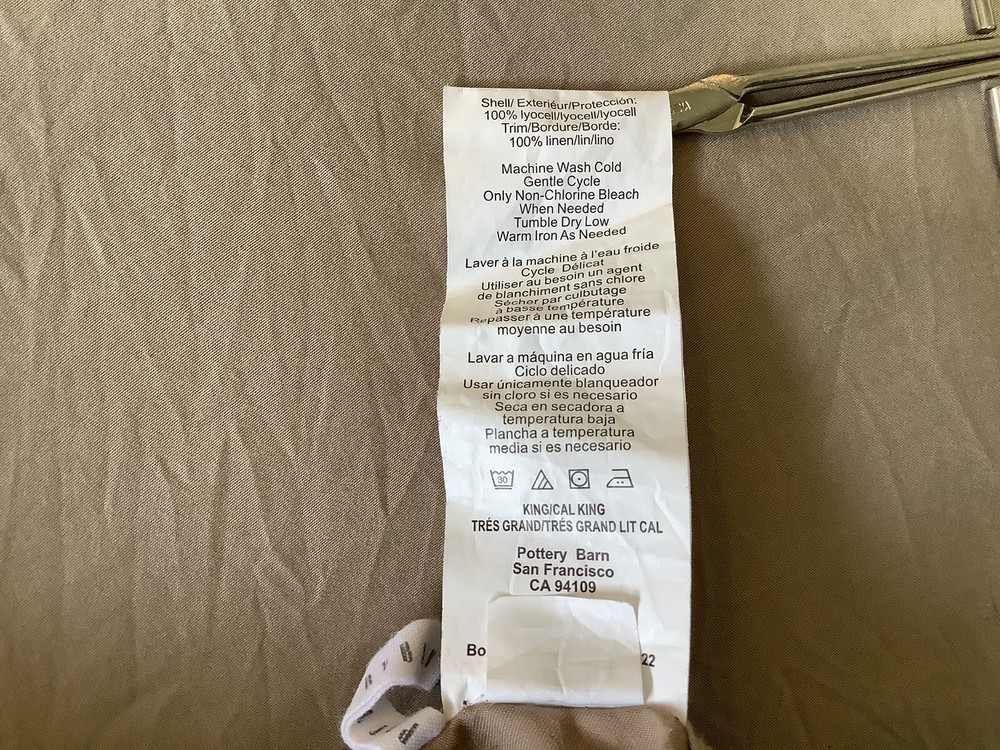 Shell/ Exteriéur/Protección:
100% lyocell/lyocell/lyocell
Trim/Bordure/Borde:
100% linen/lin/lino
Machine Wash Cold
Gentle Cycle
Only Non-Chlorine Bleach
When Needed
Tumble Dry Low
Warm Iron As Needed
Laver à la machine à l'eau froide
Cycle Délicat
Utiliser au besoin un agent
de blanchiment sans chlore
Sécher par culbutage
à basse température
Repasser à une température
moyenne au besoin
Lavar a máquina en agua fría
Ciclo delicado
Usar únicamente blanqueador
sin cloro si es necesario
Seca en secadora a
temperatura baja
Plancha a temperatura
media si es necesario
30
KING/CAL KING
TRÉS GRAND/TRÉS GRAND LIT CAL
Pottery Barn
San Francisco
CA 94109
Bo 22